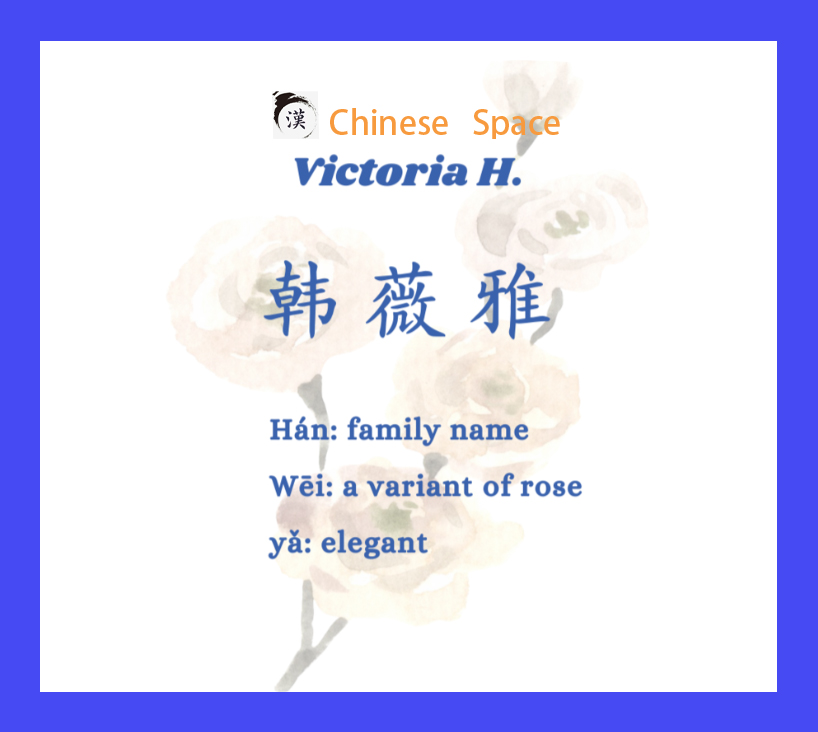 漢 Chinese Space
Victoria H.
韩薇雅
Hán: family name
Wēi: a variant of rose
yǎ: elegant